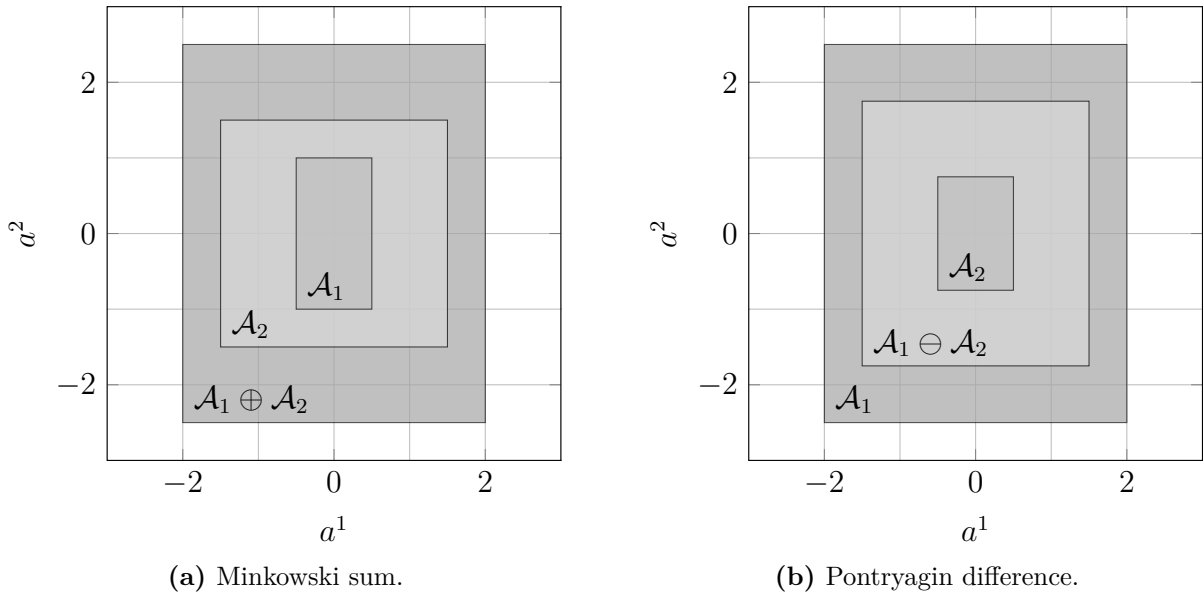 2
0
−2
a²
𝒜₁
𝒜₂
𝒜₁ ⊕ 𝒜₂
−2 0 2
a¹
(a) Minkowski sum.
2
0
−2
a²
𝒜₂
𝒜₁ ⊖ 𝒜₂
𝒜₁
−2 0 2
a¹
(b) Pontryagin difference.